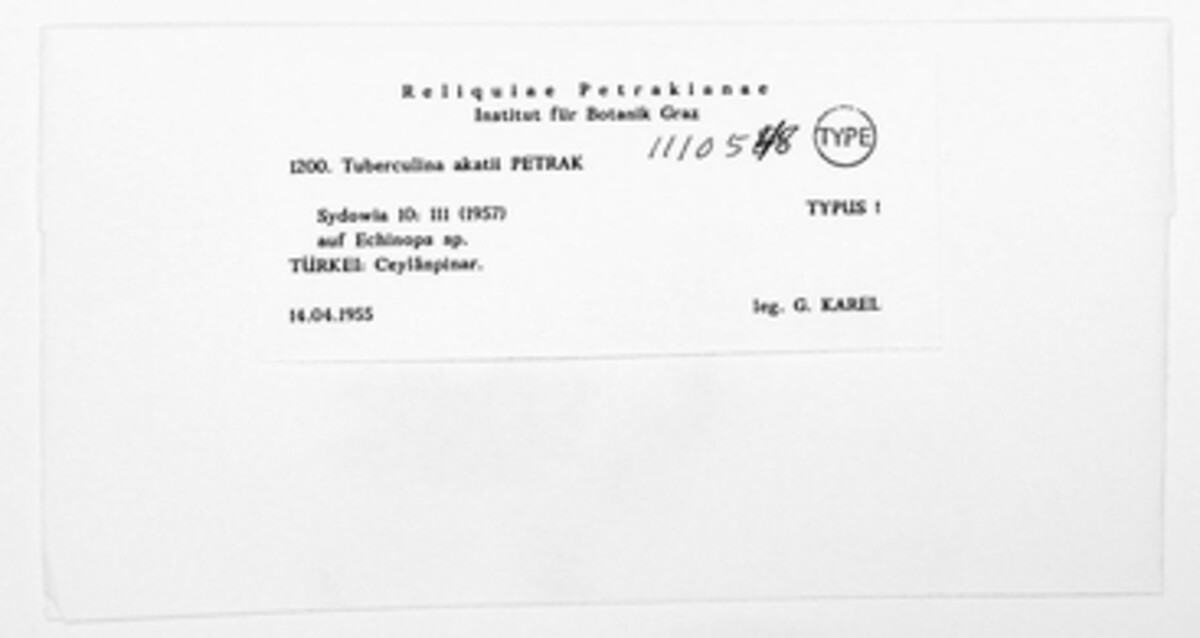 Reliquiae Petrakianae
Institut für Botanik Graz
TYPE
1200. Tuberculina akatii PETRAK
Sydowia 10: 111 (1957)
TYPUS !
auf Echinops sp.
TÜRKEI: Ceylânpinar.
14.04.1955
leg. G. KAREL